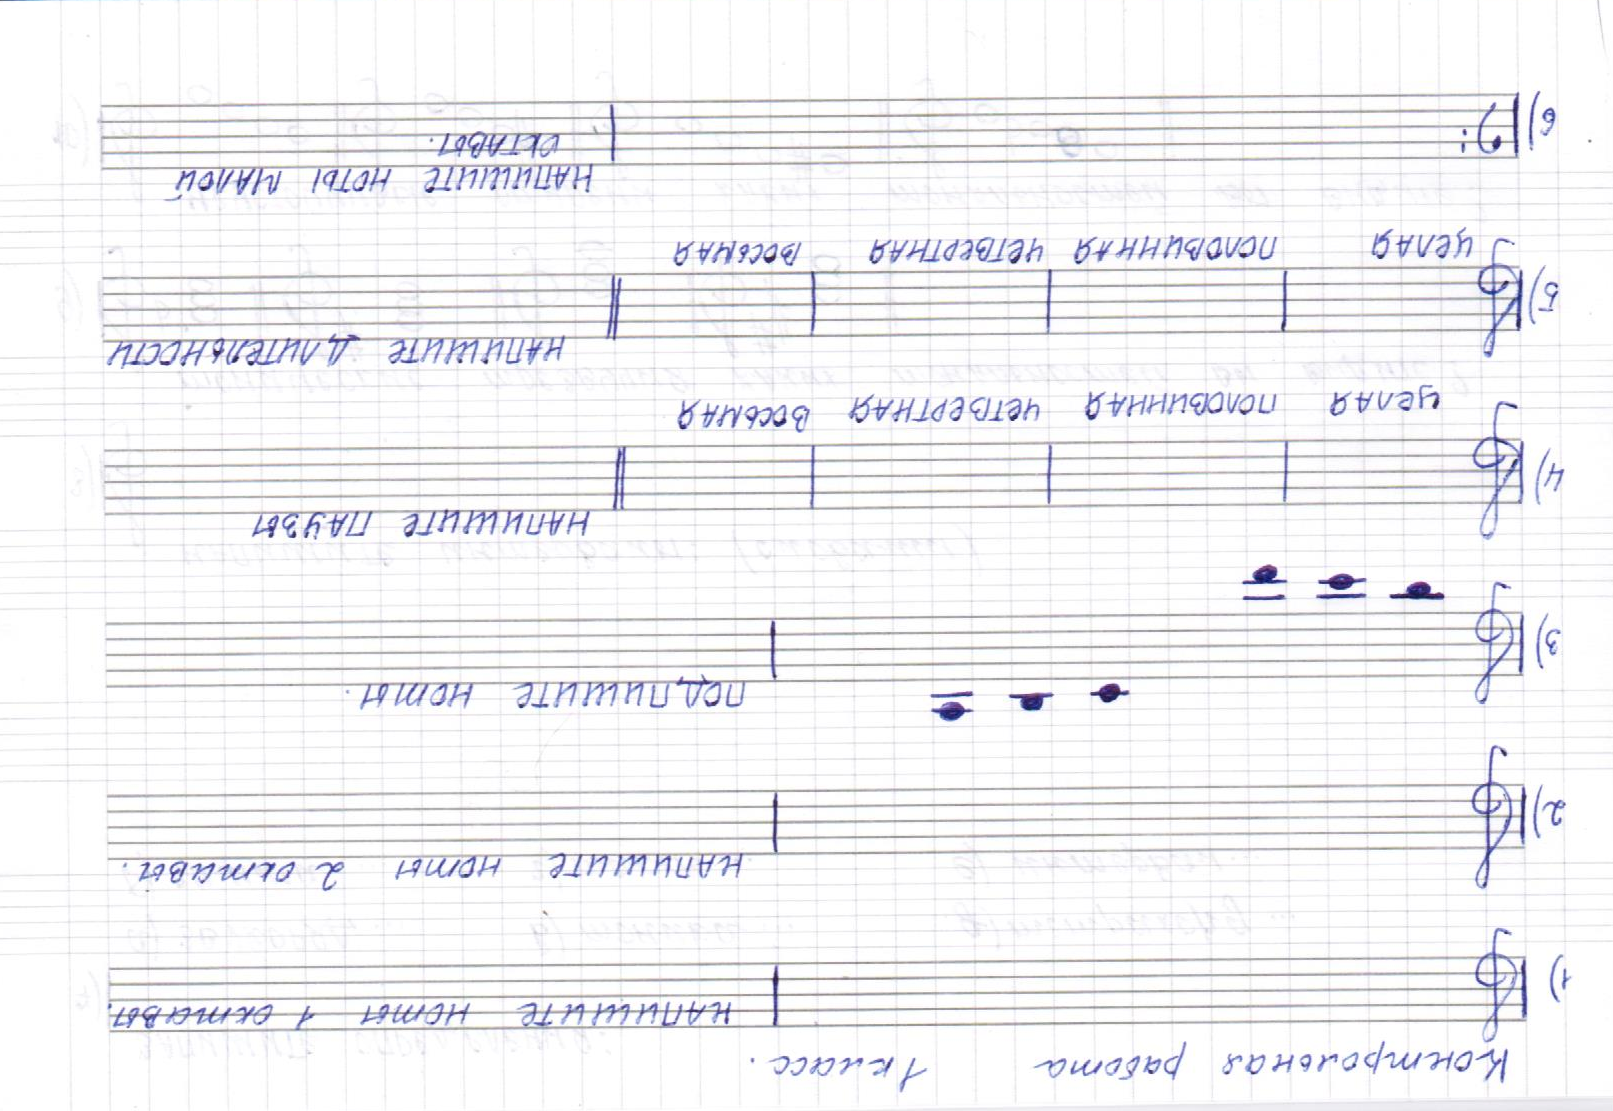 Контрольная работа 1 класс.
1) напишите ноты 1 октавы.
2) напишите ноты 2 октавы.
3) подпишите ноты.
4) напишите паузы
целая половинная четвертная восьмая
5) напишите длительности
целая половинная четвертная восьмая
6) напишите ноты малой
октавы.